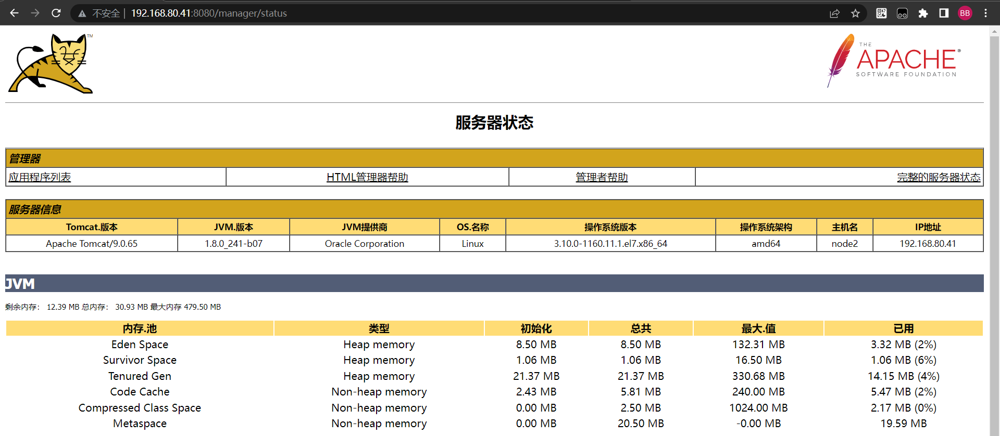 不安全 | 192.168.80.41:8080/manager/status
BB
TM
THE
APACHE®
SOFTWARE FOUNDATION
服务器状态
管理器
应用程序列表 HTML管理器帮助 管理者帮助 完整的服务器状态
服务器信息
Tomcat.版本 JVM.版本 JVM提供商 OS.名称 操作系统版本 操作系统架构 主机名 IP地址
Apache Tomcat/9.0.65 1.8.0_241-b07 Oracle Corporation Linux 3.10.0-1160.11.1.el7.x86_64 amd64 node2 192.168.80.41
JVM
剩余内存： 12.39 MB 总内存： 30.93 MB 最大内存 479.50 MB
内存.池 类型 初始化 总共 最大.值 已用
Eden Space Heap memory 8.50 MB 8.50 MB 132.31 MB 3.32 MB (2%)
Survivor Space Heap memory 1.06 MB 1.06 MB 16.50 MB 1.06 MB (6%)
Tenured Gen Heap memory 21.37 MB 21.37 MB 330.68 MB 14.15 MB (4%)
Code Cache Non-heap memory 2.43 MB 5.81 MB 240.00 MB 5.47 MB (2%)
Compressed Class Space Non-heap memory 0.00 MB 2.50 MB 1024.00 MB 2.17 MB (0%)
Metaspace Non-heap memory 0.00 MB 20.50 MB -0.00 MB 19.59 MB